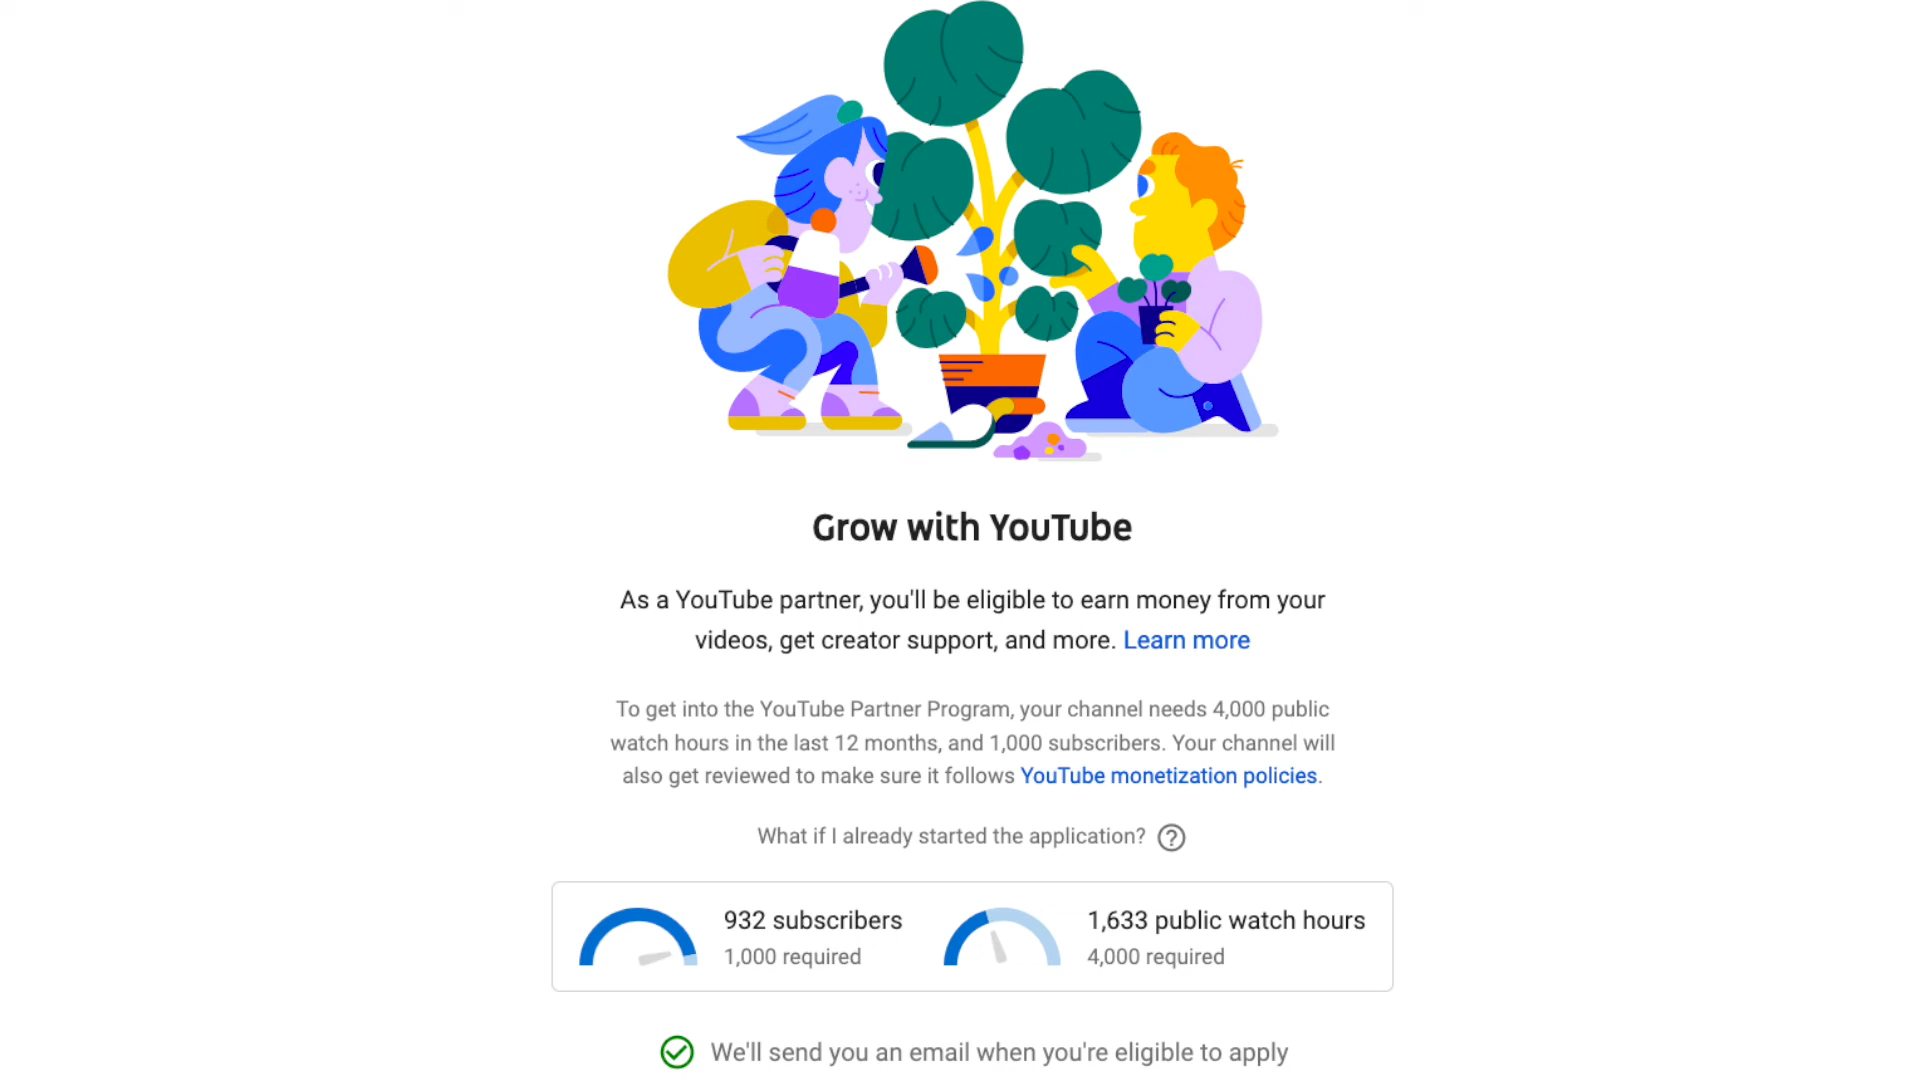 Grow with YouTube
As a YouTube partner, you'll be eligible to earn money from your
videos, get creator support, and more. Learn more
To get into the YouTube Partner Program, your channel needs 4,000 public
watch hours in the last 12 months, and 1,000 subscribers. Your channel will
also get reviewed to make sure it follows YouTube monetization policies.
What if I already started the application? ?
932 subscribers
1,000 required
1,633 public watch hours
4,000 required
We'll send you an email when you're eligible to apply